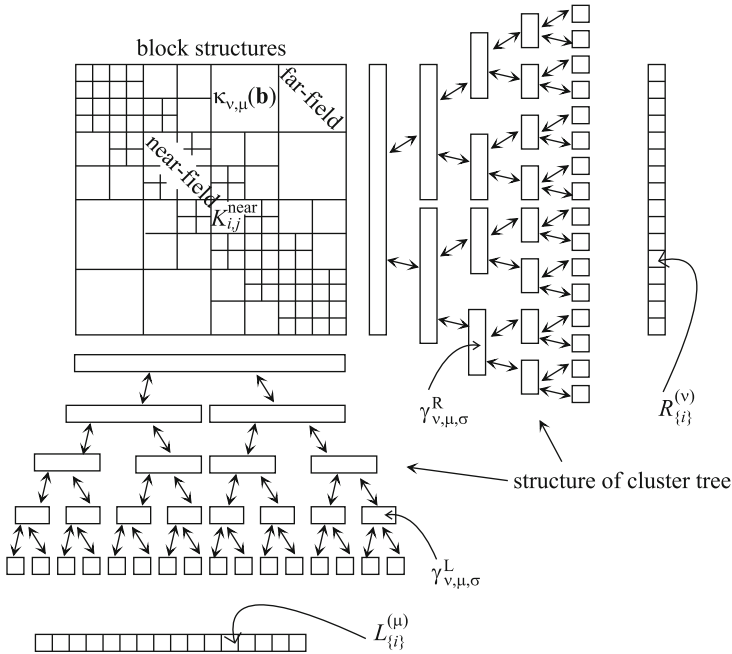 block structures
κν,μ(b)
far-field
near-field
K^near_i,j
γ^R_ν,μ,σ
R^(ν)_{i}
structure of cluster tree
γ^L_ν,μ,σ
L^(μ)_{i}